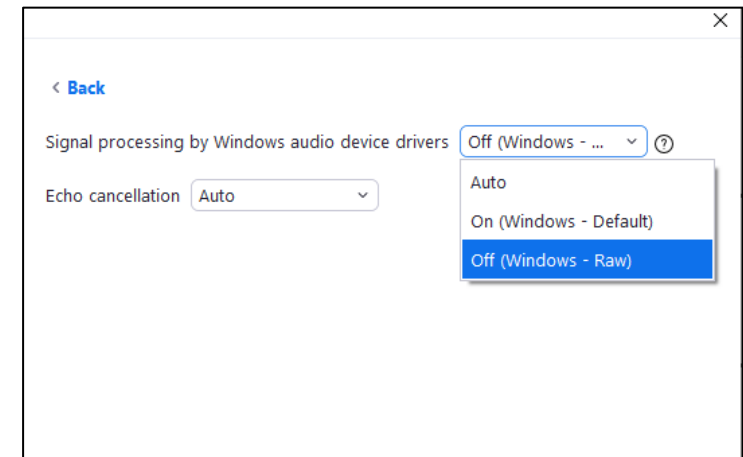 < Back
Signal processing by Windows audio device drivers Off (Windows - ...
Echo cancellation Auto
Auto
On (Windows - Default)
Off (Windows - Raw)